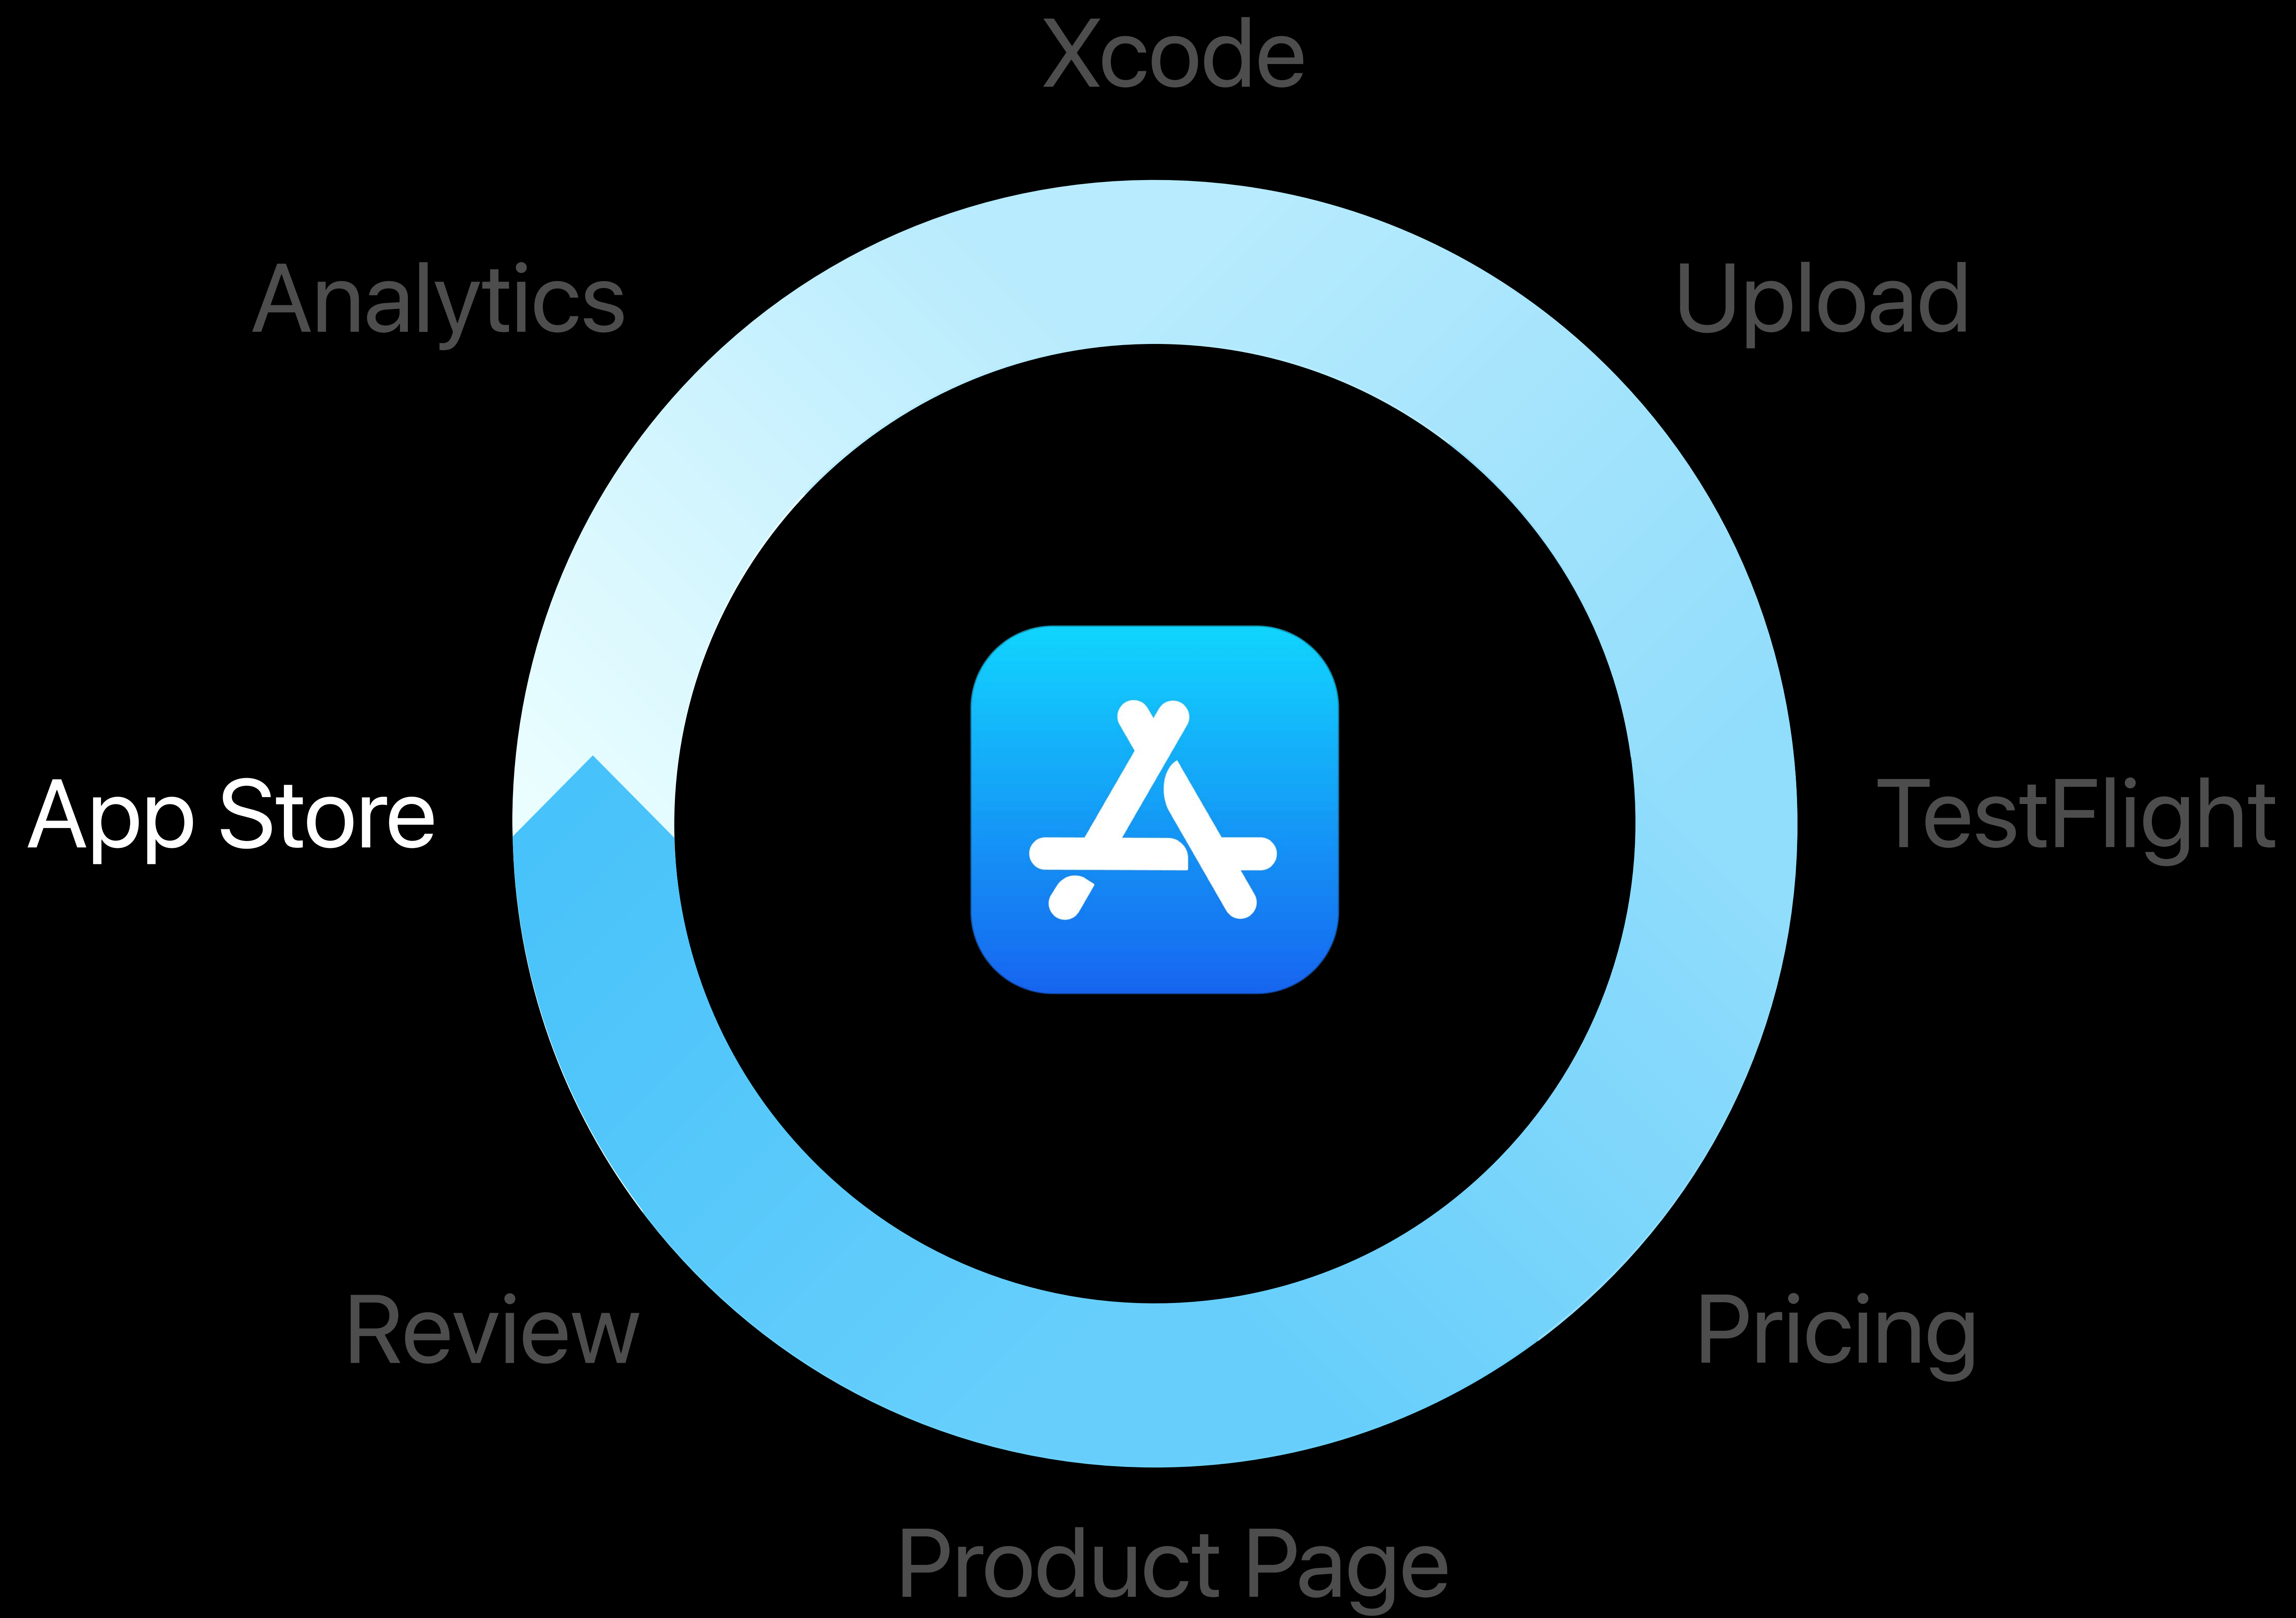 Xcode
Analytics
Upload
App Store
TestFlight
Review
Pricing
Product Page